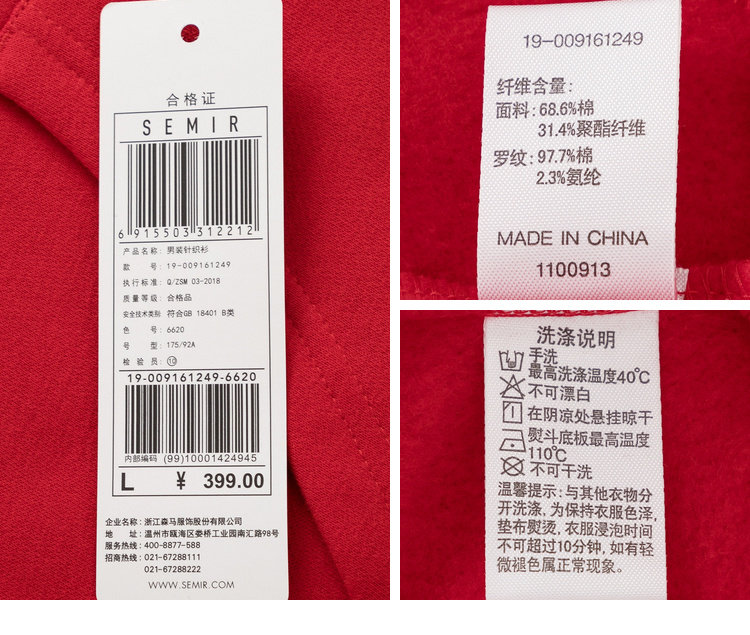 合格证
SEMIR
6 915503 312212
产品名称: 男装针织衫
款 号: 19-009161249
执行标准: Q/ZSM 03-2018
质量等级: 合格品
安全技术类别 符合GB 18401 B类
色 号: 6620
号 型: 175/92A
检 验 员: ⑩
19-009161249-6620
内部编码 (99)10001424945
L ¥ 399.00
企业名称: 浙江森马服饰股份有限公司
地 址: 温州市瓯海区娄桥工业园南汇路98号
服务热线: 400-8877-588
招商热线: 021-67288111
021-67288222
WWW.SEMIR.COM
19-009161249
纤维含量:
面料: 68.6%棉
31.4%聚酯纤维
罗纹: 97.7%棉
2.3%氨纶
MADE IN CHINA
1100913
洗涤说明
手洗
最高洗涤温度40℃
不可漂白
在阴凉处悬挂晾干
熨斗底板最高温度
110℃
不可干洗
温馨提示: 与其他衣物分
开洗涤, 为保持衣服色泽,
垫布熨烫, 衣服浸泡时间
不可超过10分钟, 如有轻
微褪色属正常现象。